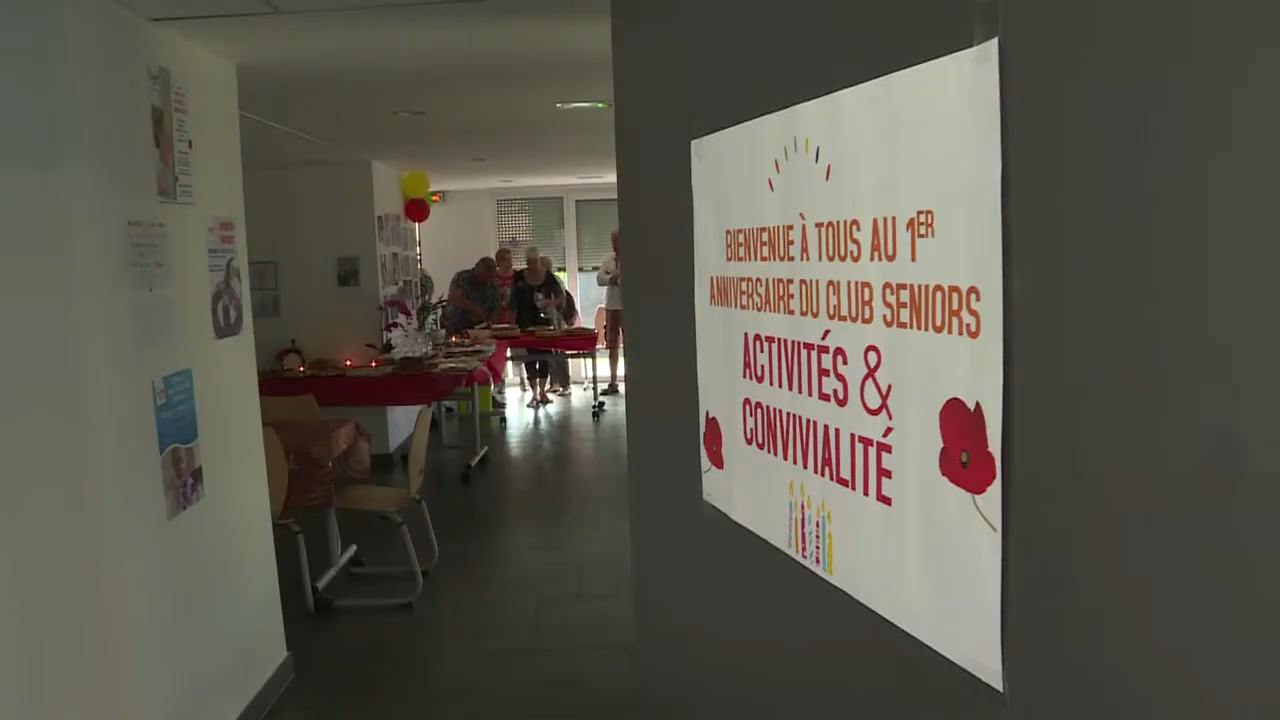 BIENVENUE À TOUS AU 1ER
ANNIVERSAIRE DU CLUB SENIORS
ACTIVITÉS &
CONVIVIALITÉ